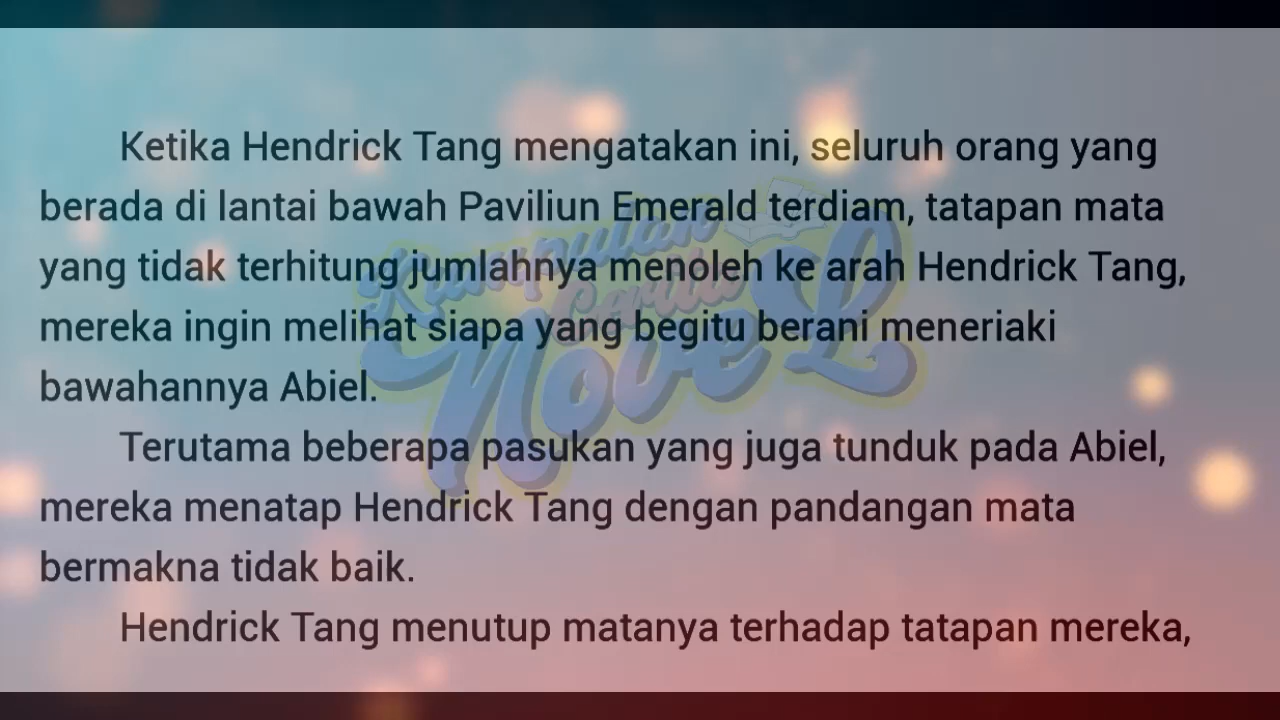 Ketika Hendrick Tang mengatakan ini, seluruh orang yang
berada di lantai bawah Paviliun Emerald terdiam, tatapan mata
yang tidak terhitung jumlahnya menoleh ke arah Hendrick Tang,
mereka ingin melihat siapa yang begitu berani meneriaki
bawahannya Abiel.
Terutama beberapa pasukan yang juga tunduk pada Abiel,
mereka menatap Hendrick Tang dengan pandangan mata
bermakna tidak baik.
Hendrick Tang menutup matanya terhadap tatapan mereka,
Kumpulan
Cerita
NoveL